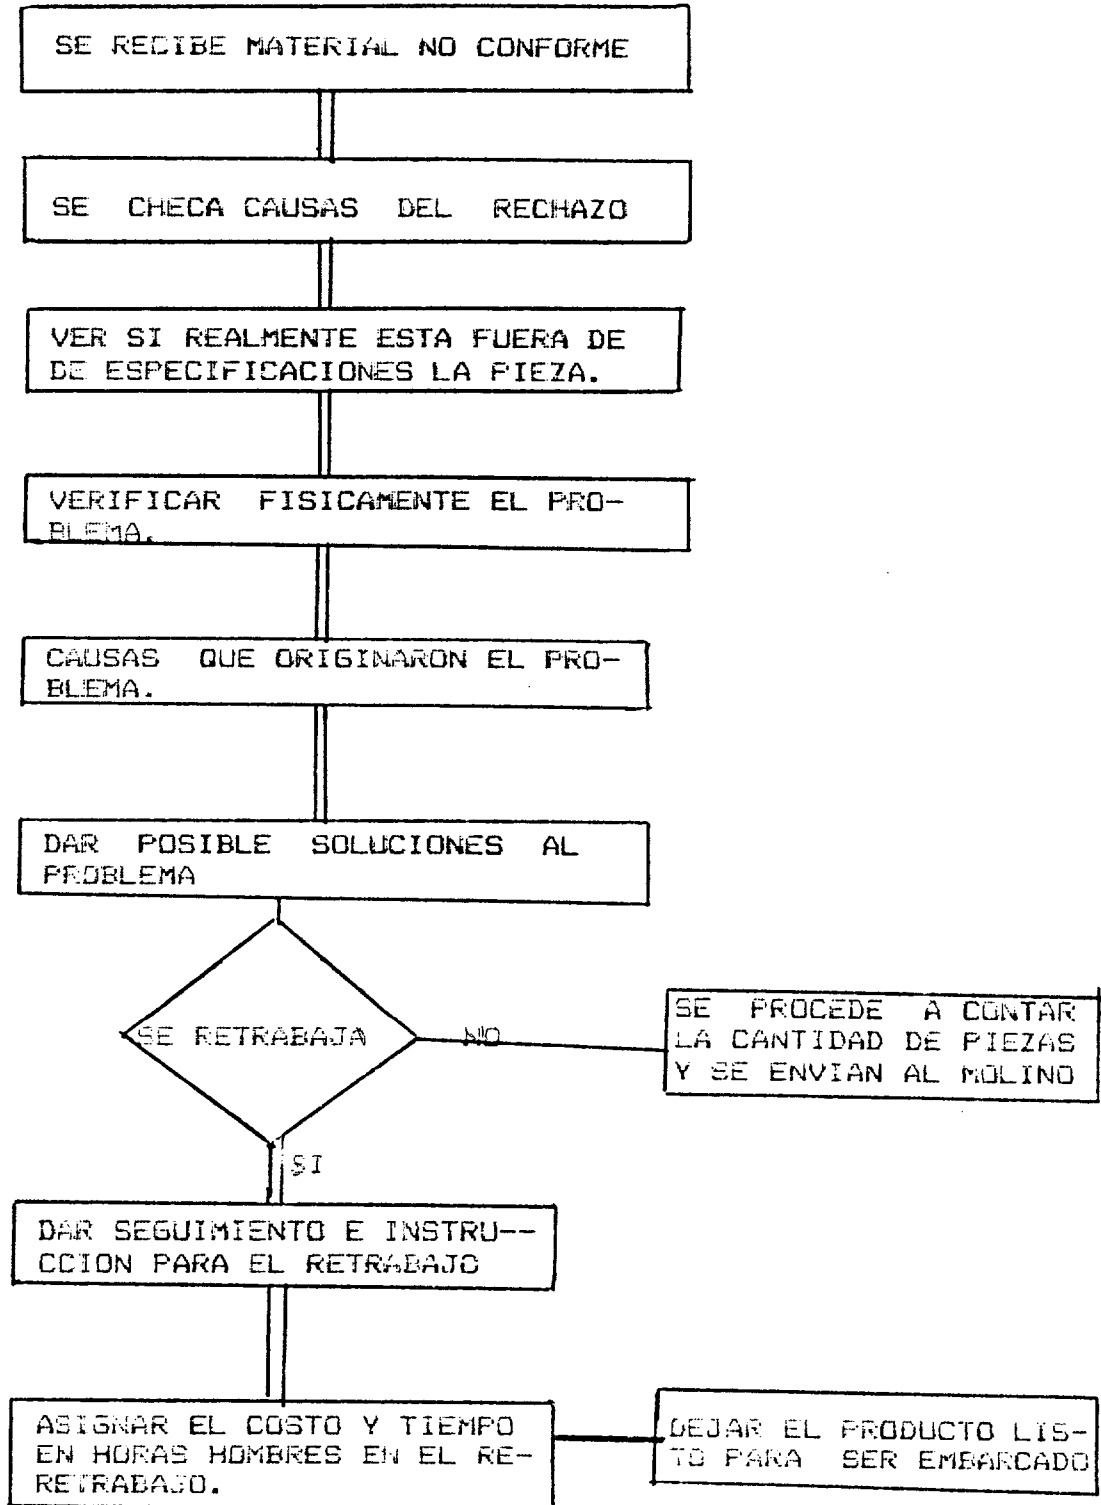 SE RECIBE MATERIAL NO CONFORME
SE CHECA CAUSAS DEL RECHAZO
VER SI REALMENTE ESTA FUERA DE
DE ESPECIFICACIONES LA PIEZA.
VERIFICAR FISICAMENTE EL PRO-
BLEMA.
CAUSAS QUE ORIGINARON EL PRO-
BLEMA.
DAR POSIBLE SOLUCIONES AL
PROBLEMA
SE RETRABAJA
NO
SE PROCEDE A CONTAR
LA CANTIDAD DE PIEZAS
Y SE ENVIAN AL MOLINO
SI
DAR SEGUIMIENTO E INSTRU--
CCION PARA EL RETRABAJO
ASIGNAR EL COSTO Y TIEMPO
EN HORAS HOMBRES EN EL RE-
RETRABAJO.
DEJAR EL PRODUCTO LIS-
TO PARA SER EMBARCADO